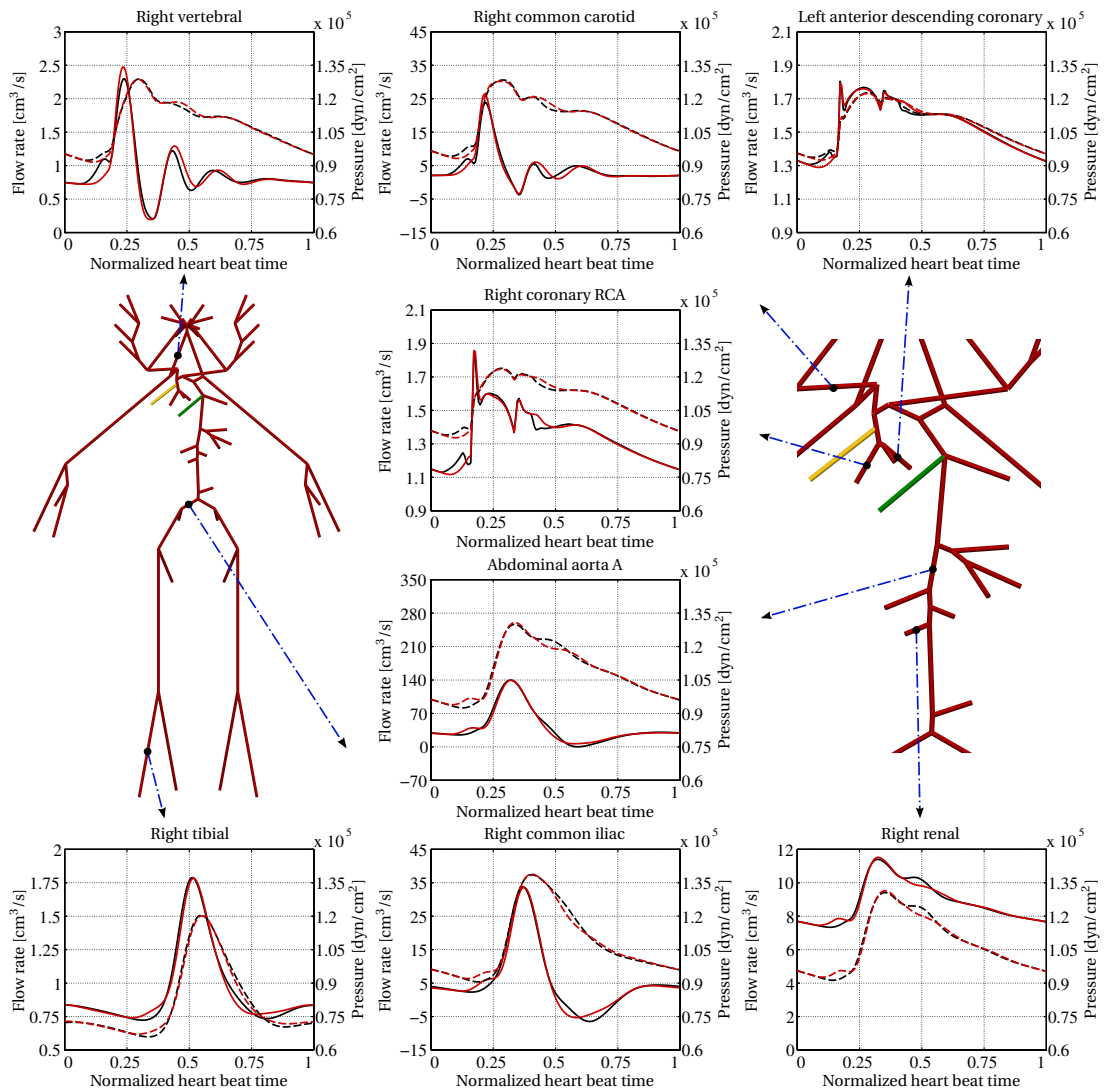 Right vertebral
x 10^5
Flow rate [cm^3/s]
3
2.5
2
1.5
1
0.5
0
1.35
1.2
1.05
0.9
0.75
0.6
Pressure [dyn/cm^2]
0 0.25 0.5 0.75 1
Normalized heart beat time
Right common carotid
x 10^5
Flow rate [cm^3/s]
45
35
25
15
5
−5
−15
1.35
1.2
1.05
0.9
0.75
0.6
Pressure [dyn/cm^2]
0 0.25 0.5 0.75 1
Normalized heart beat time
Left anterior descending coronary
x 10^5
Flow rate [cm^3/s]
2.1
1.9
1.7
1.5
1.3
1.1
0.9
1.35
1.2
1.05
0.9
0.75
0.6
Pressure [dyn/cm^2]
0 0.25 0.5 0.75 1
Normalized heart beat time
Right coronary RCA
x 10^5
Flow rate [cm^3/s]
2.1
1.9
1.7
1.5
1.3
1.1
0.9
1.35
1.2
1.05
0.9
0.75
0.6
Pressure [dyn/cm^2]
0 0.25 0.5 0.75 1
Normalized heart beat time
Abdominal aorta A
x 10^5
Flow rate [cm^3/s]
350
280
210
140
70
0
−70
1.35
1.2
1.05
0.9
0.75
0.6
Pressure [dyn/cm^2]
0 0.25 0.5 0.75 1
Normalized heart beat time
Right tibial
x 10^5
Flow rate [cm^3/s]
2
1.75
1.5
1.25
1
0.75
0.5
1.35
1.2
1.05
0.9
0.75
0.6
Pressure [dyn/cm^2]
0 0.25 0.5 0.75 1
Normalized heart beat time
Right common iliac
x 10^5
Flow rate [cm^3/s]
45
35
25
15
5
−5
−15
1.35
1.2
1.05
0.9
0.75
0.6
Pressure [dyn/cm^2]
0 0.25 0.5 0.75 1
Normalized heart beat time
Right renal
x 10^5
Flow rate [cm^3/s]
12
10
8
6
4
2
0
1.35
1.2
1.05
0.9
0.75
0.6
Pressure [dyn/cm^2]
0 0.25 0.5 0.75 1
Normalized heart beat time